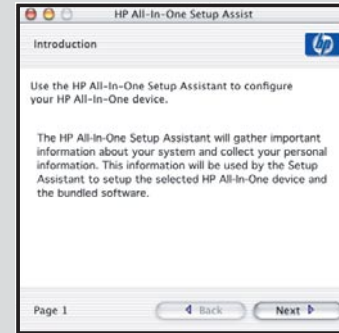 HP All-In-One Setup Assist
Introduction
hp
Use the HP All-In-One Setup Assistant to configure
your HP All-In-One device.
The HP All-In-One Setup Assistant will gather important
information about your system and collect your personal
information. This information will be used by the Setup
Assistant to setup the selected HP All-In-One device and
the bundled software.
Page 1
Back
Next